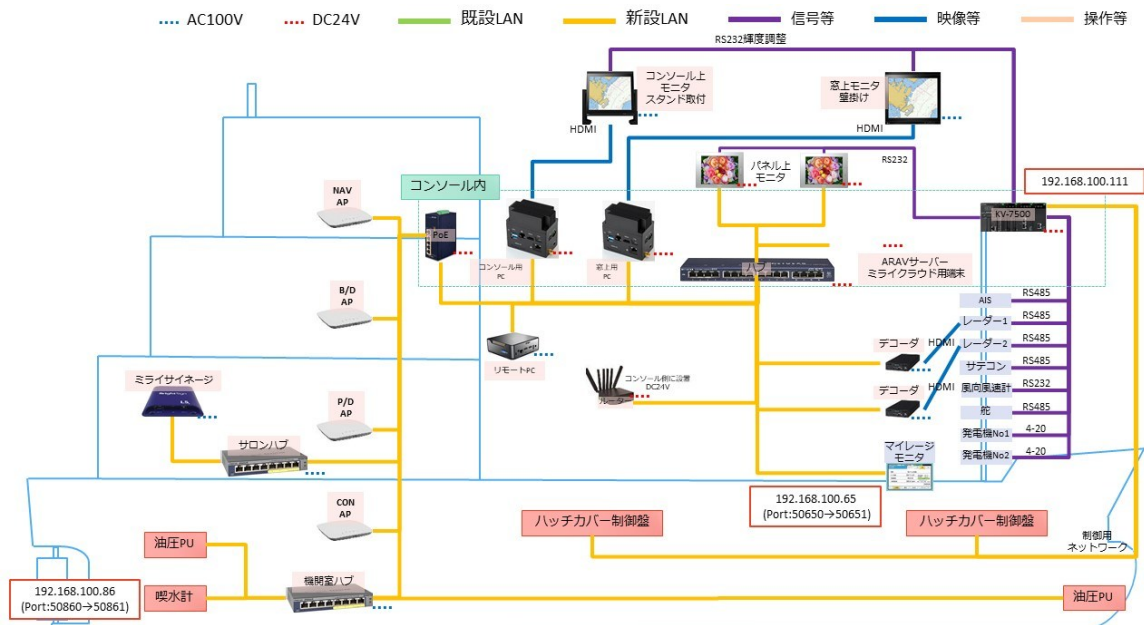 AC100V
DC24V
既設LAN
新設LAN
信号等
映像等
操作等
RS232輝度調整
コンソール上
モニタ
スタンド取付
窓上モニタ
壁掛け
HDMI
HDMI
パネル上
モニタ
RS232
192.168.100.111
コンソール内
NAV
AP
PoE
KV-7500
コンソール用
PC
窓上用
PC
ハブ
ARAVサーバー
ミライクラウド用端末
B/D
AP
AIS
RS485
レーダー1
RS485
レーダー2
RS485
サテコン
RS485
風向風速計
RS232
舵
RS485
発電機No1
4-20
発電機No2
4-20
リモートPC
デコーダ
HDMI
デコーダ
HDMI
コンソール側に設置
DC24V
ルーター
ミライサイネージ
P/D
AP
サロンハブ
マイレージ
モニタ
192.168.100.65
(Port:50650→50651)
CON
AP
ハッチカバー制御盤
ハッチカバー制御盤
制御用
ネットワーク
油圧PU
192.168.100.86
(Port:50860→50861)
喫水計
機関室ハブ
油圧PU